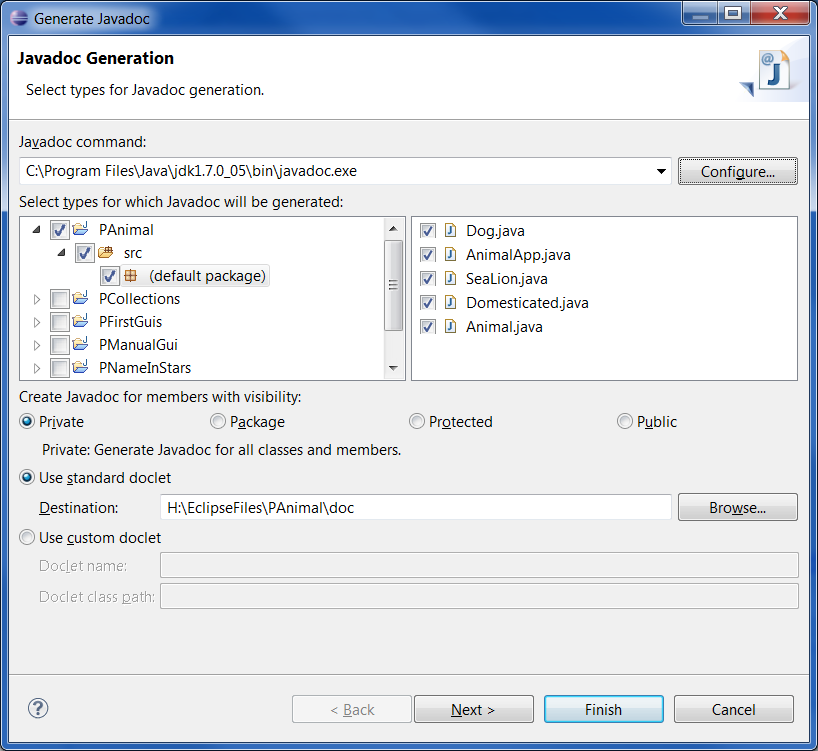 Generate Javadoc
Javadoc Generation
Select types for Javadoc generation.
Javadoc command:
C:\Program Files\Java\jdk1.7.0_05\bin\javadoc.exe
Configure...
Select types for which Javadoc will be generated:
PAnimal
src
(default package)
PCollections
PFirstGuis
PManualGui
PNameInStars
Dog.java
AnimalApp.java
SeaLion.java
Domesticated.java
Animal.java
Create Javadoc for members with visibility:
Private Package Protected Public
Private: Generate Javadoc for all classes and members.
Use standard doclet
Destination: H:\EclipseFiles\PAnimal\doc Browse...
Use custom doclet
Doclet name:
Doclet class path:
< Back Next > Finish Cancel